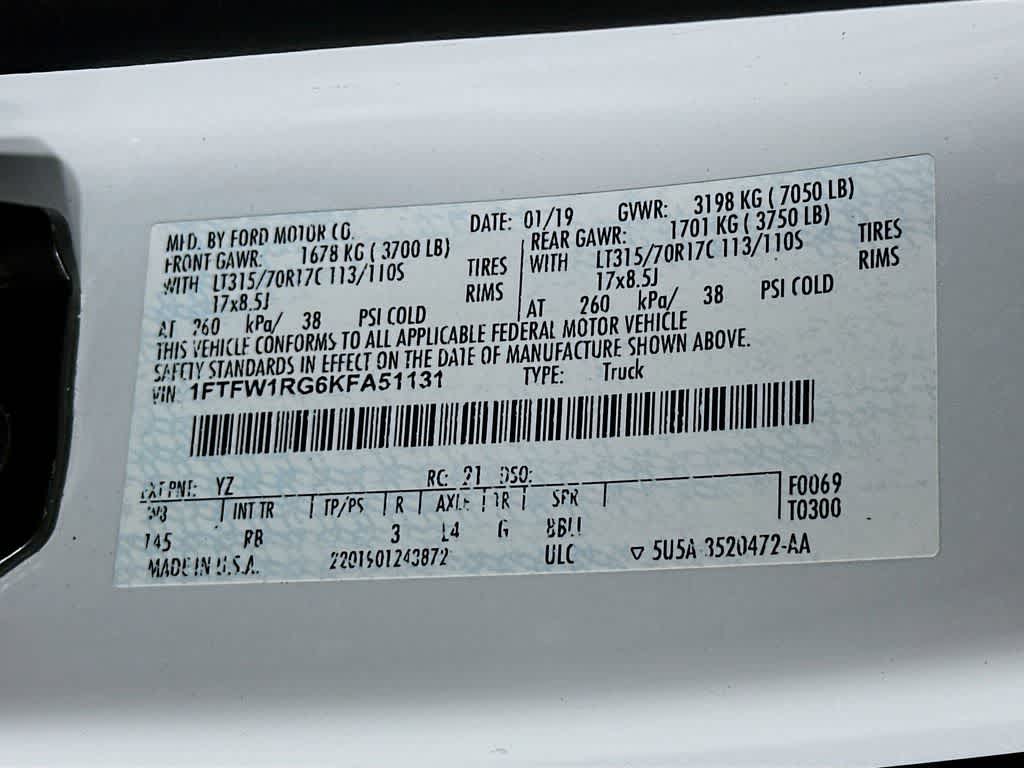 MFD. BY FORD MOTOR CO.
DATE: 01/19 GVWR: 3198 KG ( 7050 LB)
FRONT GAWR: 1678 KG ( 3700 LB)
WITH LT315/70R17C 113/110S TIRES
17x8.5J RIMS
AT 260 kPa/ 38 PSI COLD
REAR GAWR: 1701 KG ( 3750 LB)
WITH LT315/70R17C 113/110S TIRES
17x8.5J RIMS
AT 260 kPa/ 38 PSI COLD
THIS VEHICLE CONFORMS TO ALL APPLICABLE FEDERAL MOTOR VEHICLE
SAFETY STANDARDS IN EFFECT ON THE DATE OF MANUFACTURE SHOWN ABOVE.
VIN: 1FTFW1RG6KFA51131 TYPE: Truck
EXT PNT: YZ RC: DSO:
WB INT TR TP/PS R AXLE TR SPR F0069
T0300
145 3 L4 G
MADE IN U.S.A. ULC ▽ 5U5A-3520472-AA